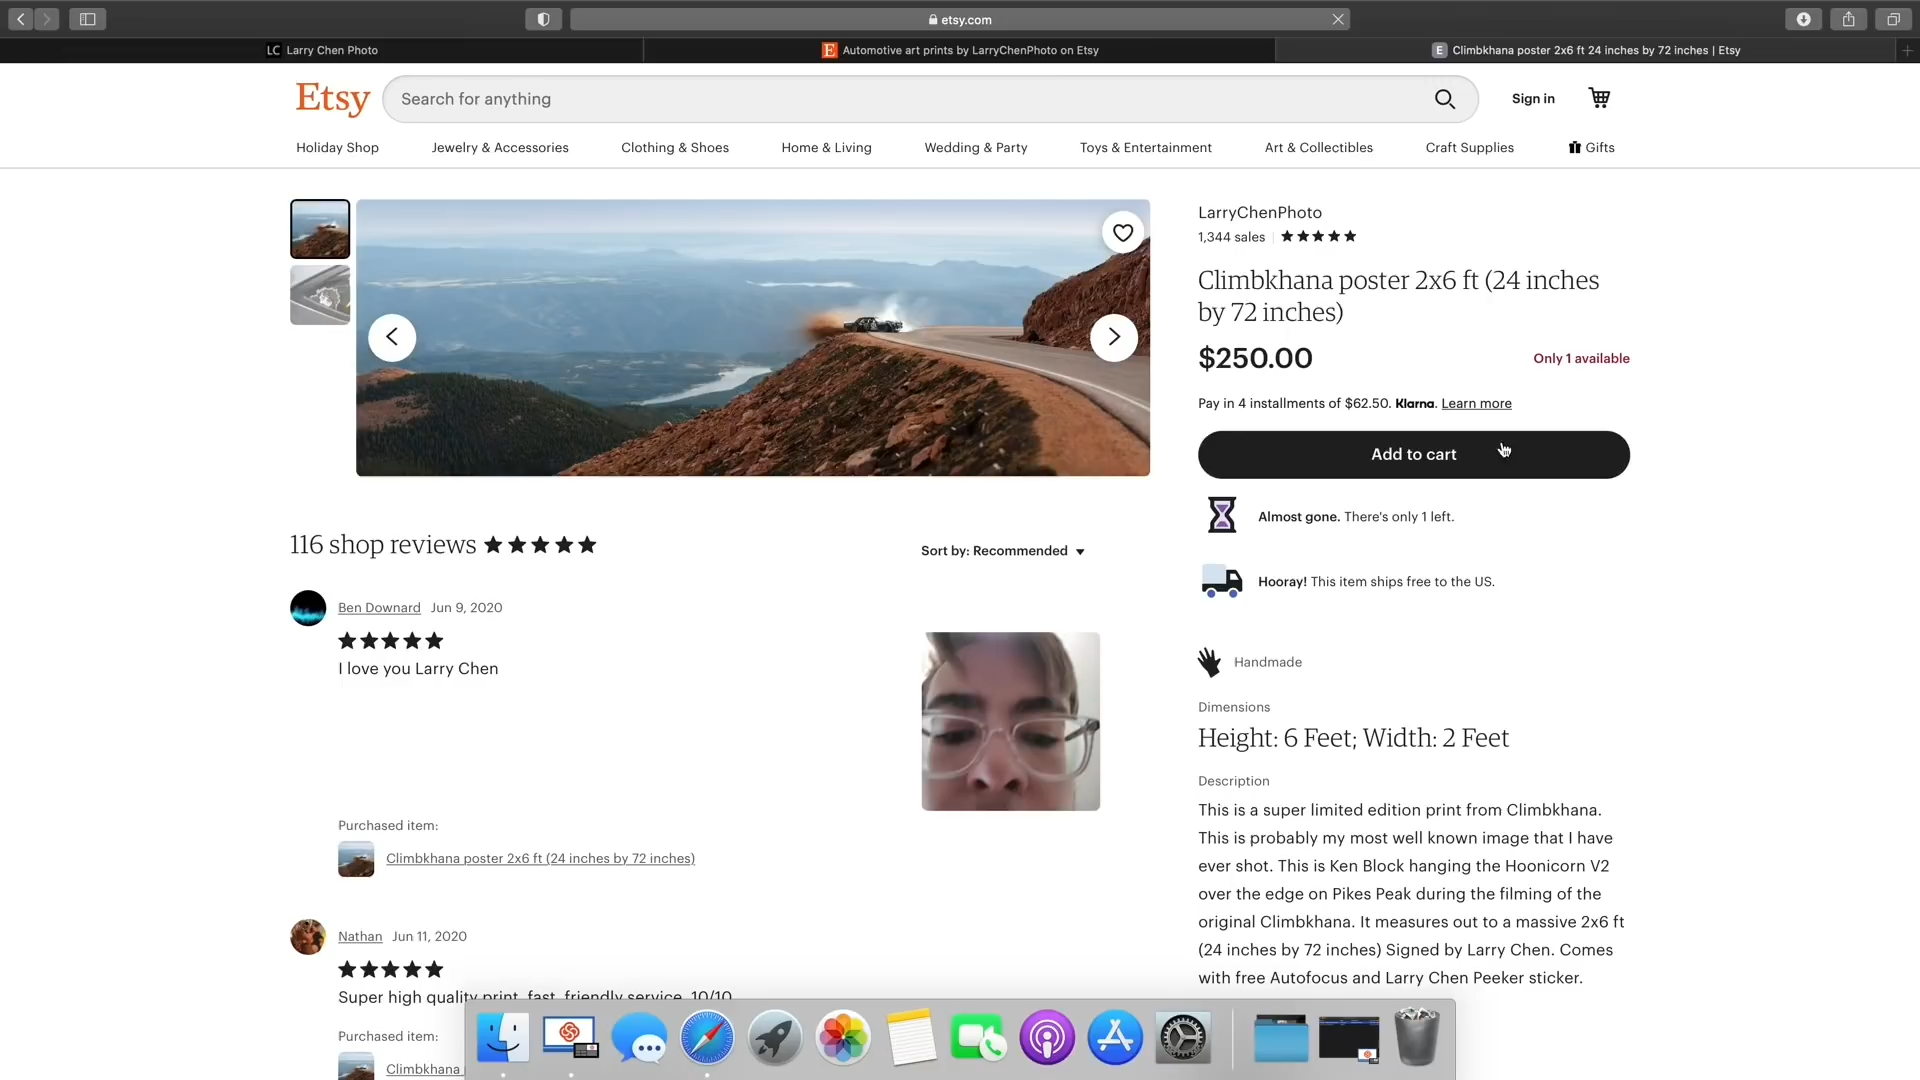 etsy.com
LC Larry Chen Photo
E Automotive art prints by LarryChenPhoto on Etsy
E Climbkhana poster 2x6 ft 24 inches by 72 inches | Etsy
Etsy
Search for anything
Sign in
Holiday Shop
Jewelry & Accessories
Clothing & Shoes
Home & Living
Wedding & Party
Toys & Entertainment
Art & Collectibles
Craft Supplies
Gifts
LarryChenPhoto
1,344 sales
Climbkhana poster 2x6 ft (24 inches
by 72 inches)
$250.00
Only 1 available
Pay in 4 installments of $62.50. Klarna. Learn more
Add to cart
Almost gone. There's only 1 left.
Hooray! This item ships free to the US.
Handmade
Dimensions
Height: 6 Feet; Width: 2 Feet
Description
This is a super limited edition print from Climbkhana.
This is probably my most well known image that I have
ever shot. This is Ken Block hanging the Hoonicorn V2
over the edge on Pikes Peak during the filming of the
original Climbkhana. It measures out to a massive 2x6 ft
(24 inches by 72 inches) Signed by Larry Chen. Comes
with free Autofocus and Larry Chen Peeker sticker.
116 shop reviews
Sort by: Recommended
Ben Downard Jun 9, 2020
I love you Larry Chen
Purchased item:
Climbkhana poster 2x6 ft (24 inches by 72 inches)
Nathan Jun 11, 2020
Super high quality print, fast, friendly service. 10/10
Purchased item:
Climbkhana